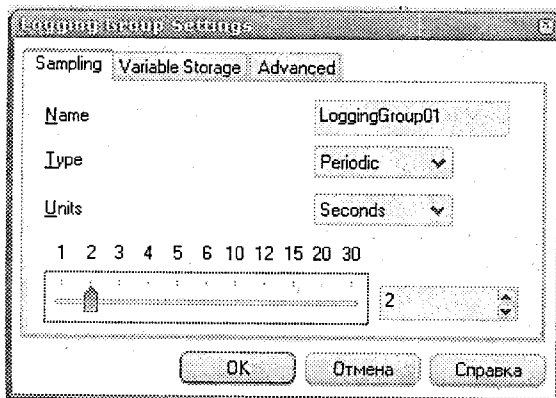 Logging Group Settings
Sampling Variable Storage Advanced
Name LoggingGroup01
Type Periodic
Units Seconds
1 2 3 4 5 6 10 12 15 20 30
2
OK Отмена Справка